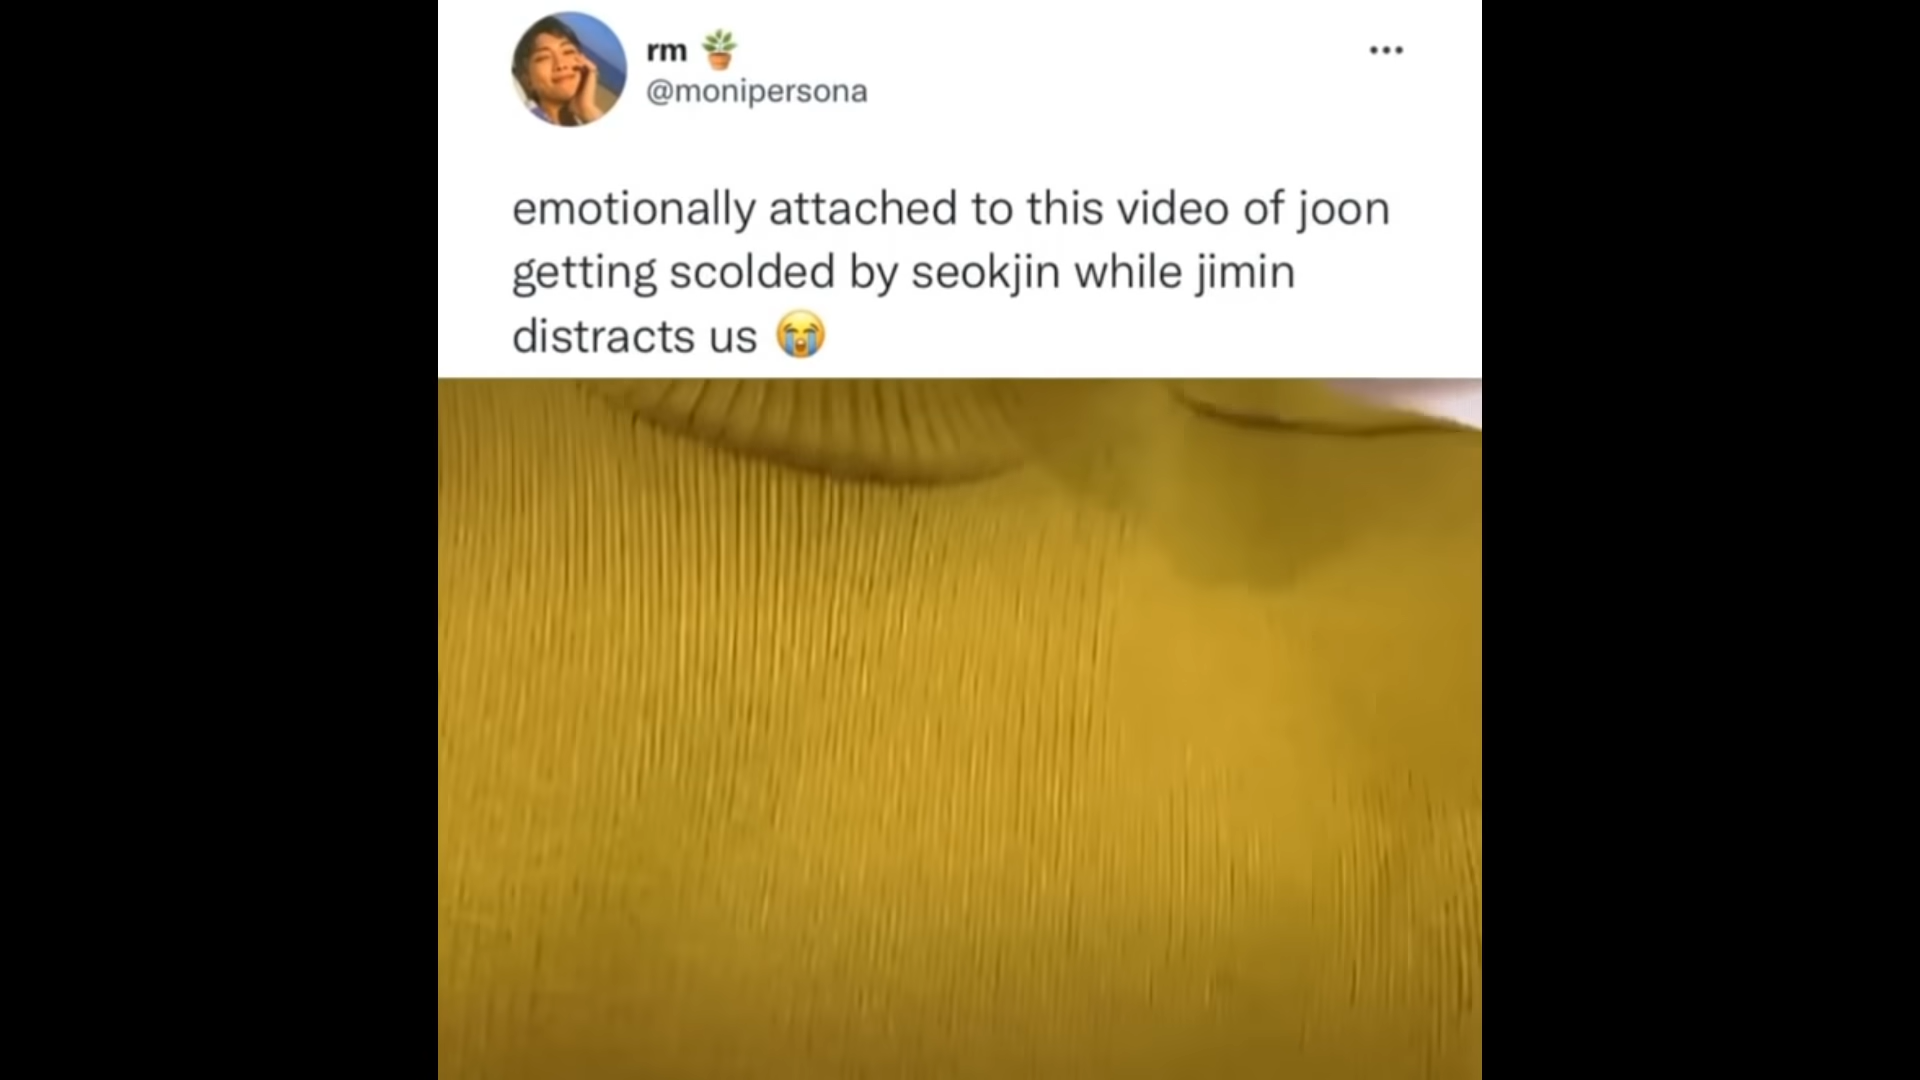 rm 🪴
@monipersona
emotionally attached to this video of joon
getting scolded by seokjin while jimin
distracts us 😭